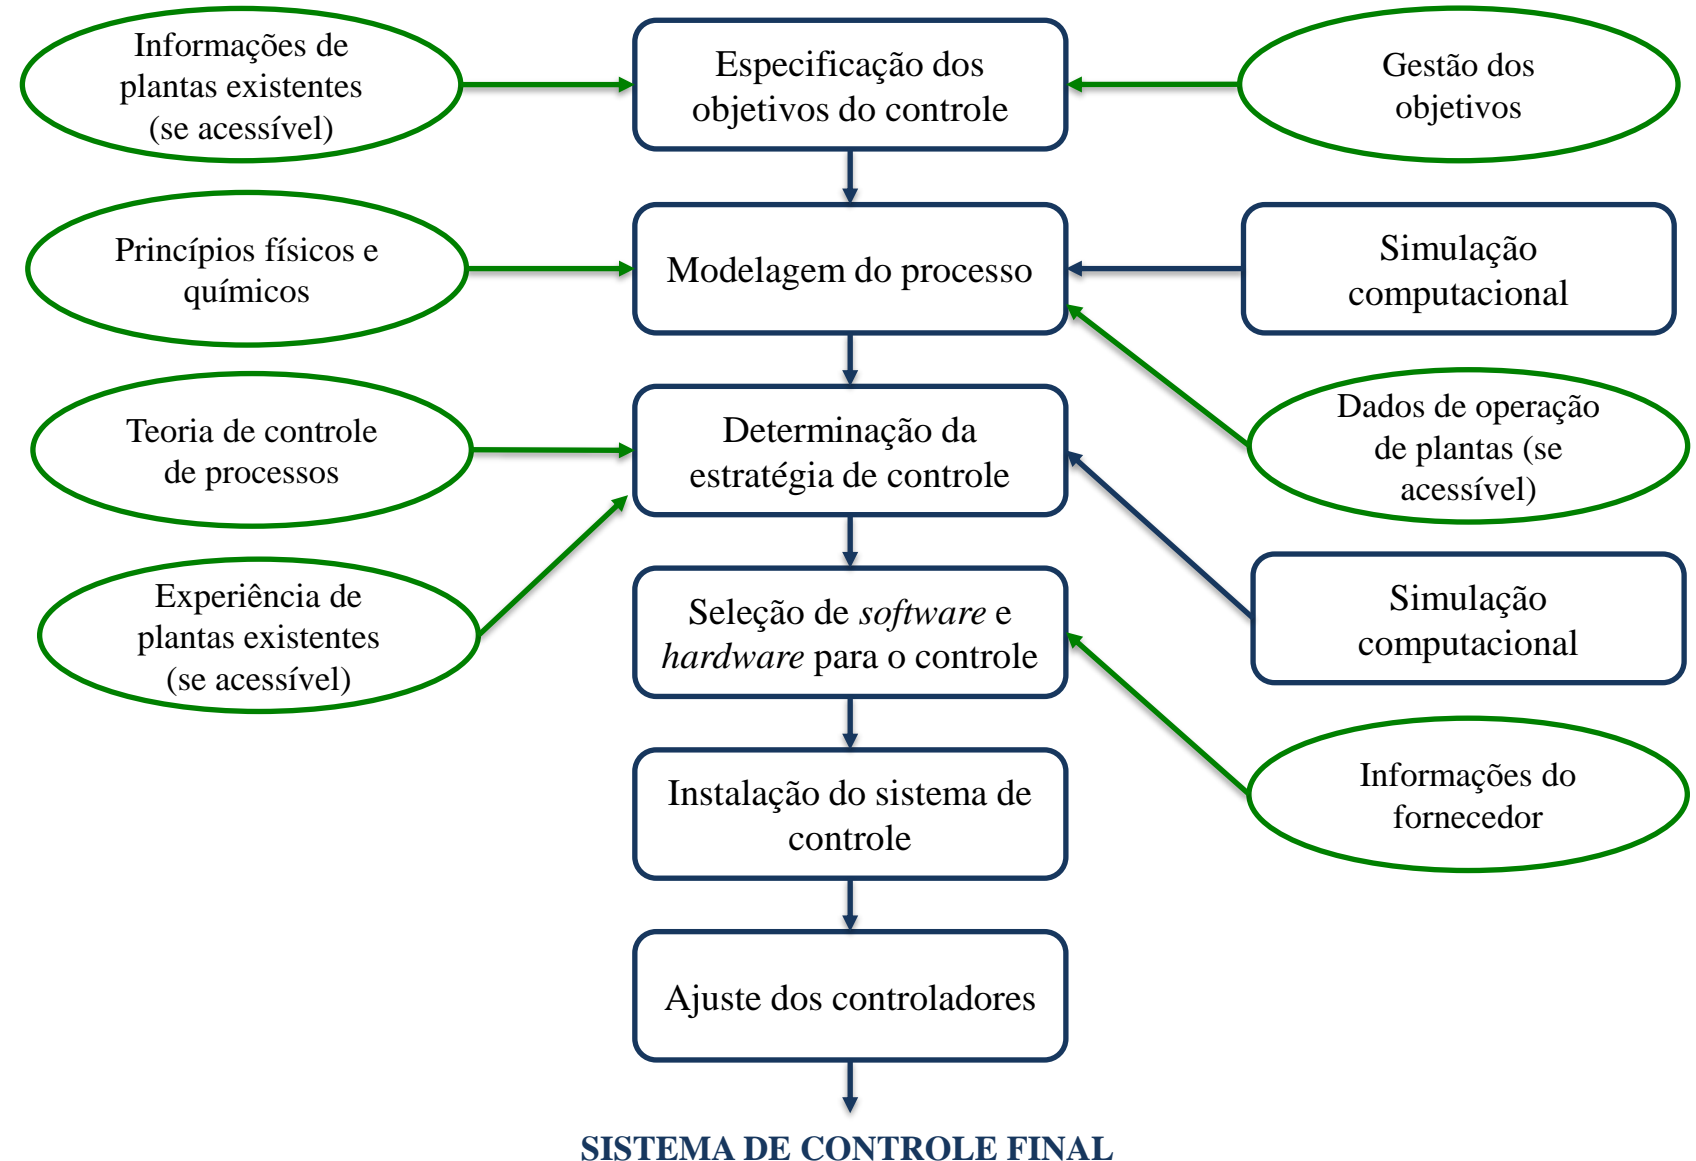 Informações de
plantas existentes
(se acessível)
Especificação dos
objetivos do controle
Gestão dos
objetivos
Princípios físicos e
químicos
Modelagem do processo
Simulação
computacional
Teoria de controle
de processos
Determinação da
estratégia de controle
Dados de operação
de plantas (se
acessível)
Experiência de
plantas existentes
(se acessível)
Seleção de software e
hardware para o controle
Simulação
computacional
Instalação do sistema de
controle
Informações do
fornecedor
Ajuste dos controladores
SISTEMA DE CONTROLE FINAL